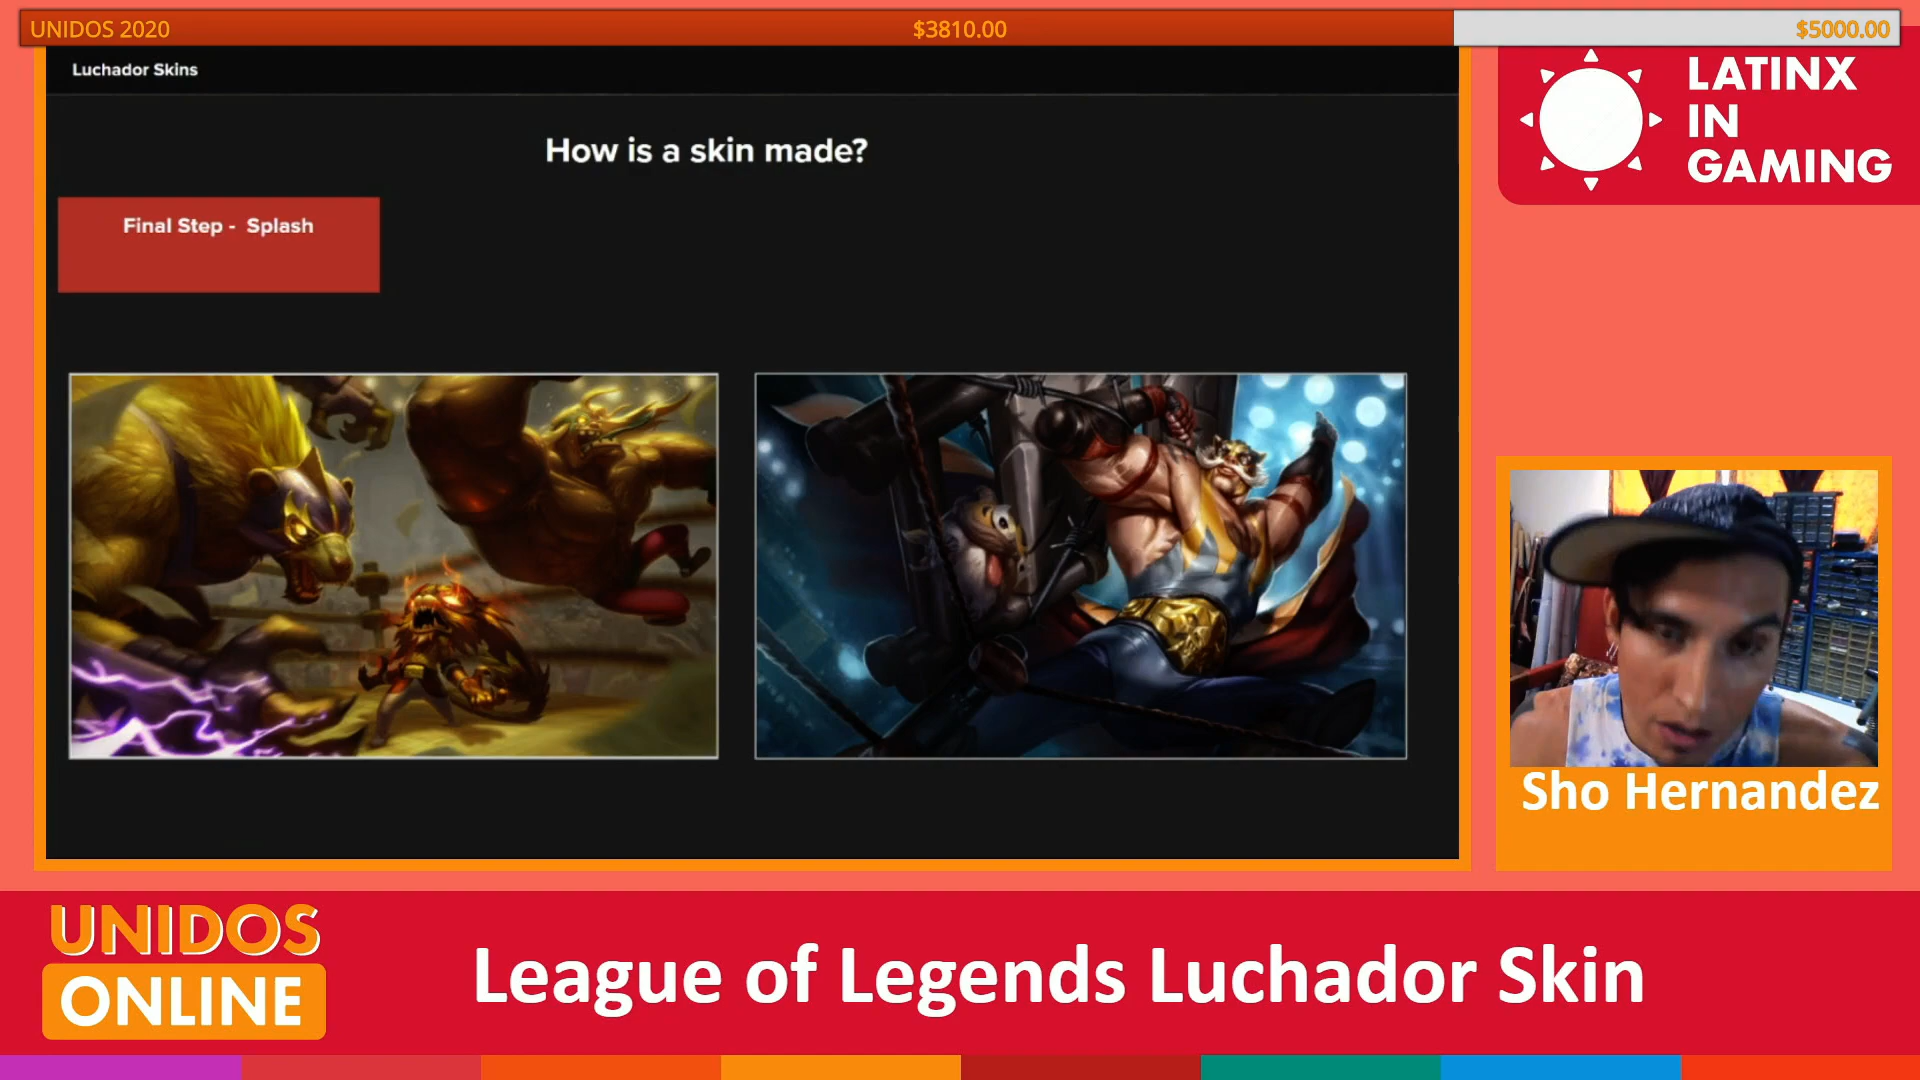 UNIDOS 2020
$3810.00
$5000.00
Luchador Skins
How is a skin made?
Final Step - Splash
LATINX
IN
GAMING
Sho Hernandez
UNIDOS
ONLINE
League of Legends Luchador Skin